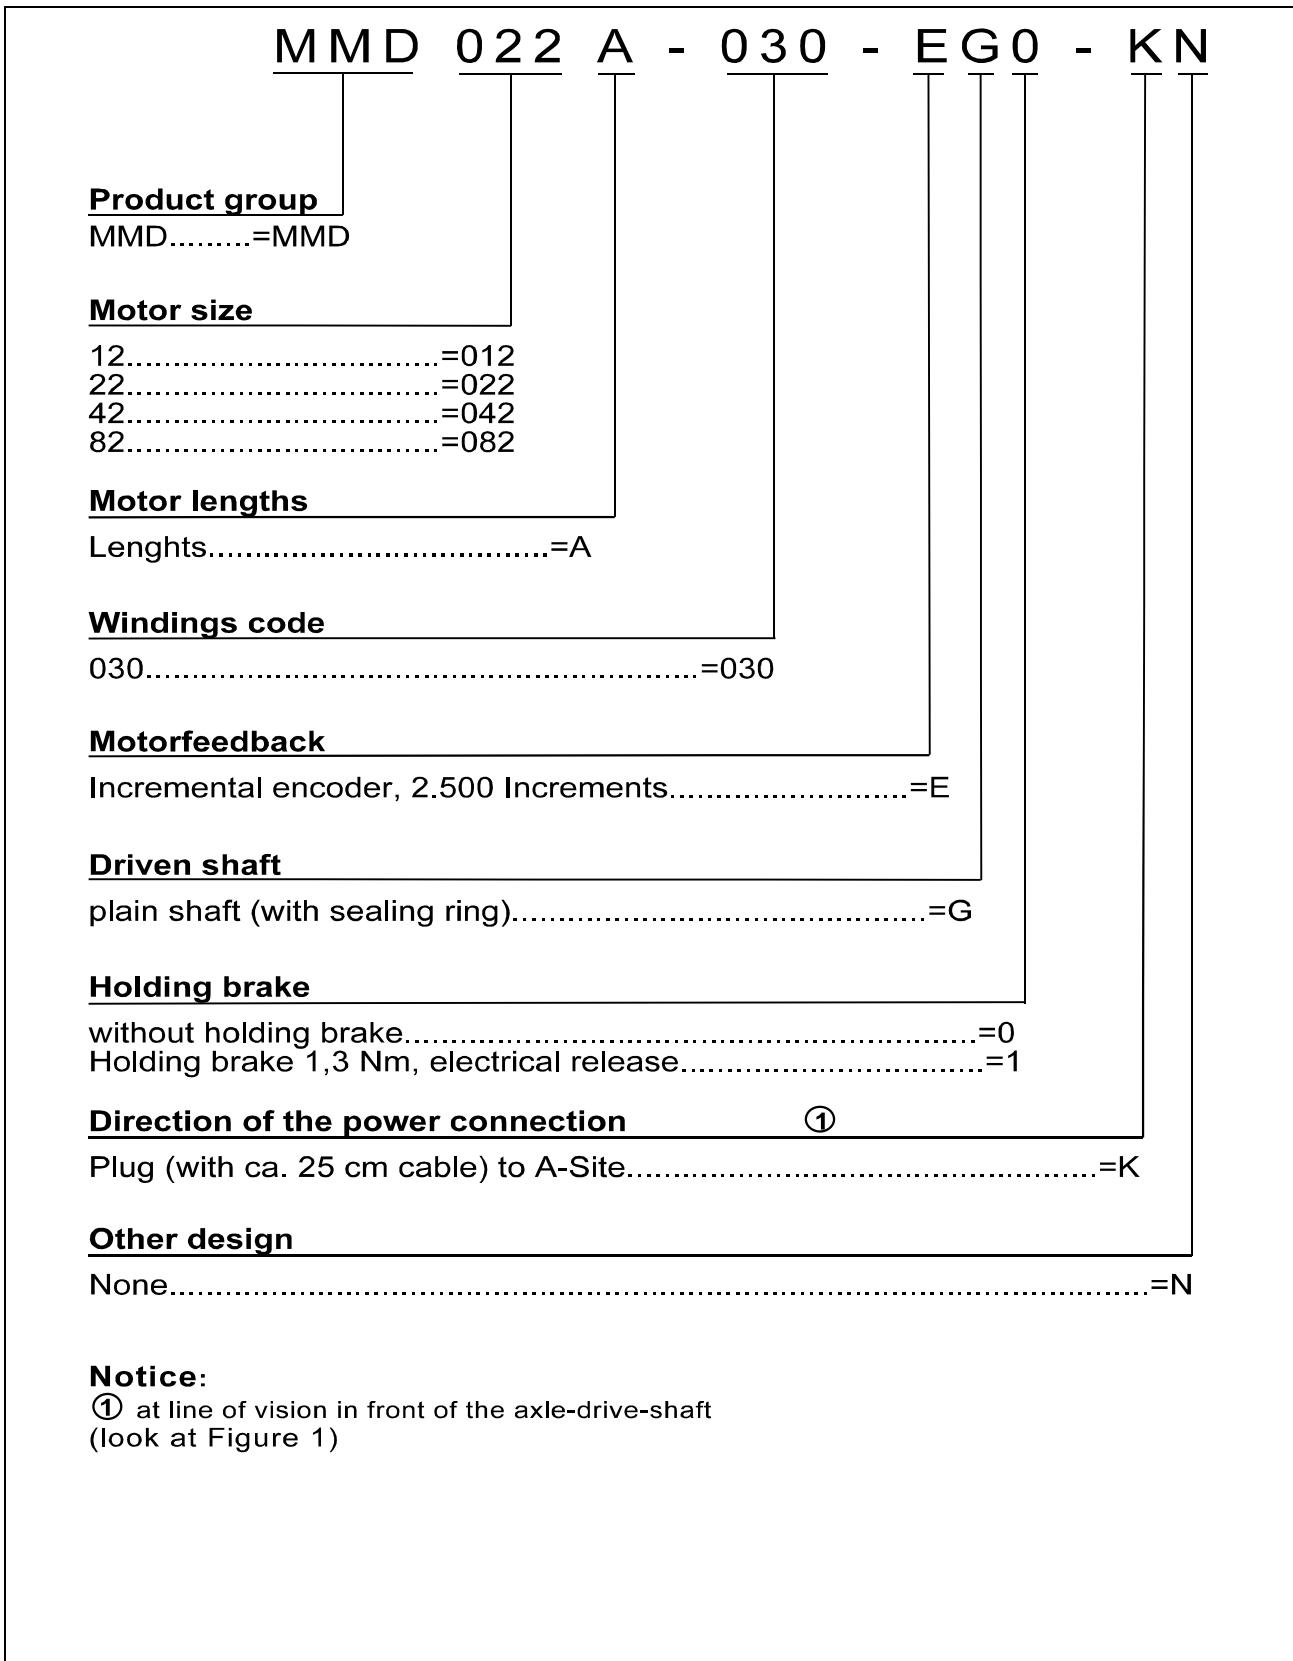 MMD 022 A - 030 - EG0 - KN
Product group
MMD.........=MMD
Motor size
12................................=012
22................................=022
42................................=042
82................................=082
Motor lengths
Lenghts...................................=A
Windings code
030.........................................................=030
Motorfeedback
Incremental encoder, 2.500 Increments.........................=E
Driven shaft
plain shaft (with sealing ring)...........................................=G
Holding brake
without holding brake...........................................................=0
Holding brake 1,3 Nm, electrical release...............................=1
Direction of the power connection ①
Plug (with ca. 25 cm cable) to A-Site.................................................=K
Other design
None.....................................................................................................=N
Notice:
① at line of vision in front of the axle-drive-shaft
(look at Figure 1)